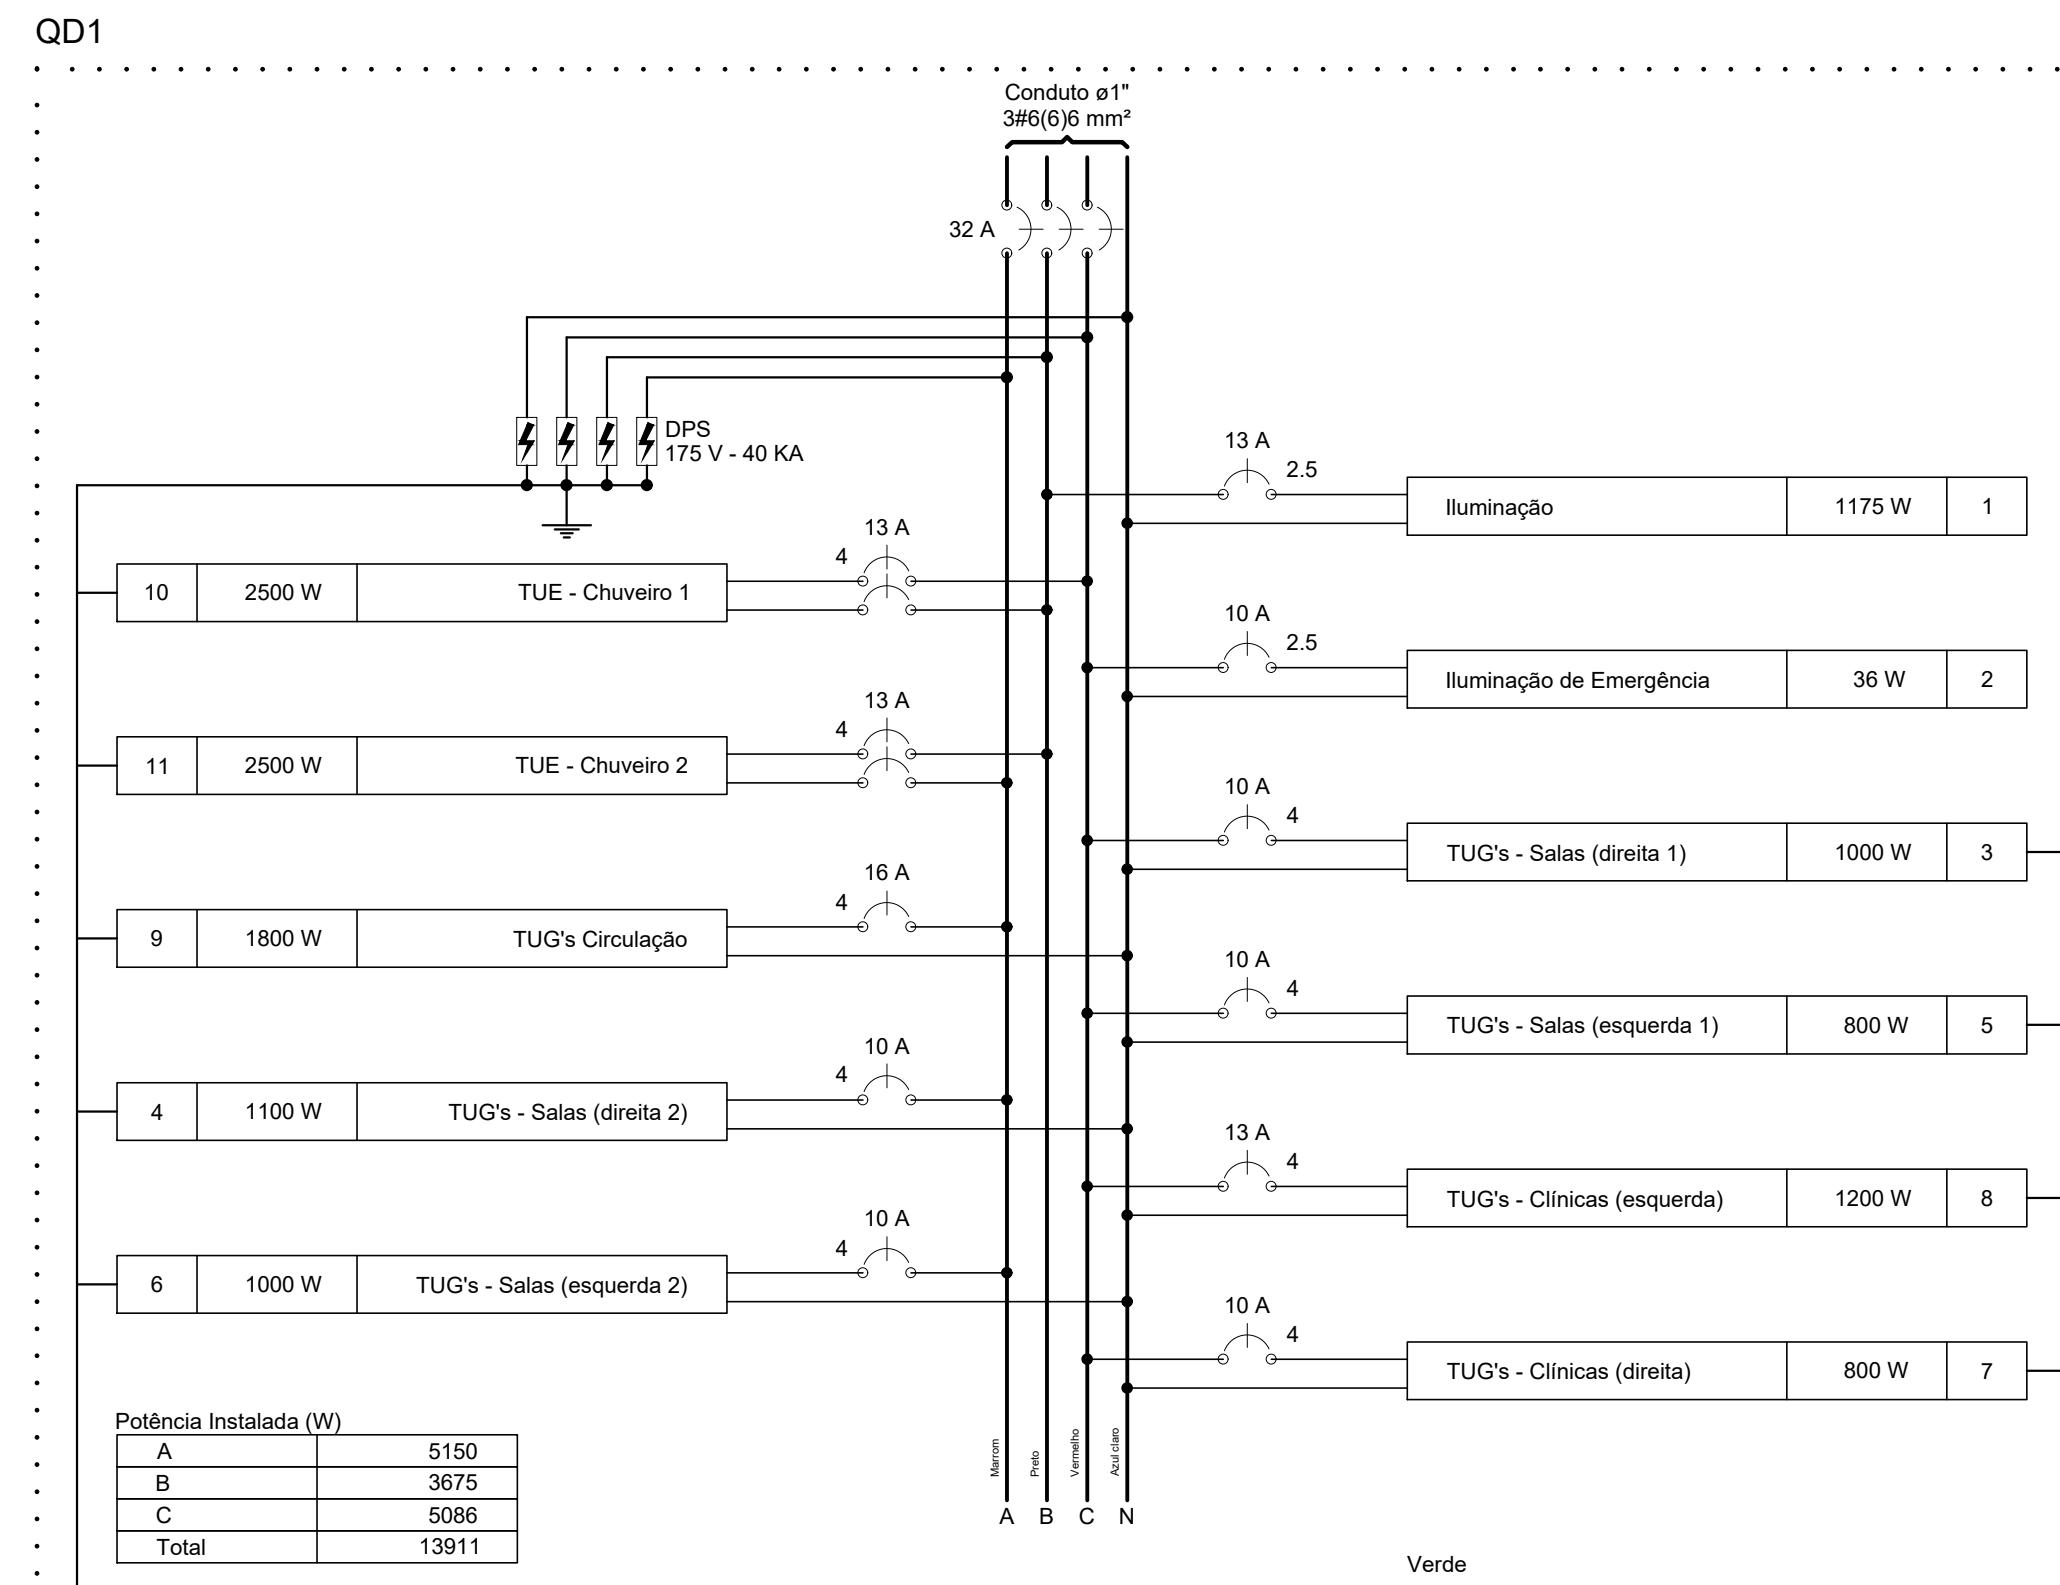 QD1
Conduto ø1"
3#6(6)6 mm²
32 A
DPS
175 V - 40 KA
13 A
2.5
Iluminação 1175 W 1
13 A
4
10 2500 W TUE - Chuveiro 1
10 A
2.5
Iluminação de Emergência 36 W 2
13 A
4
11 2500 W TUE - Chuveiro 2
10 A
4
TUG's - Salas (direita 1) 1000 W 3
16 A
4
9 1800 W TUG's Circulação
10 A
4
TUG's - Salas (esquerda 1) 800 W 5
10 A
4
4 1100 W TUG's - Salas (direita 2)
13 A
4
TUG's - Clínicas (esquerda) 1200 W 8
10 A
4
6 1000 W TUG's - Salas (esquerda 2)
10 A
4
TUG's - Clínicas (direita) 800 W 7
Potência Instalada (W)
A 5150
B 3675
C 5086
Total 13911
Marrom
Preto
Vermelho
Azul claro
A B C N
Verde